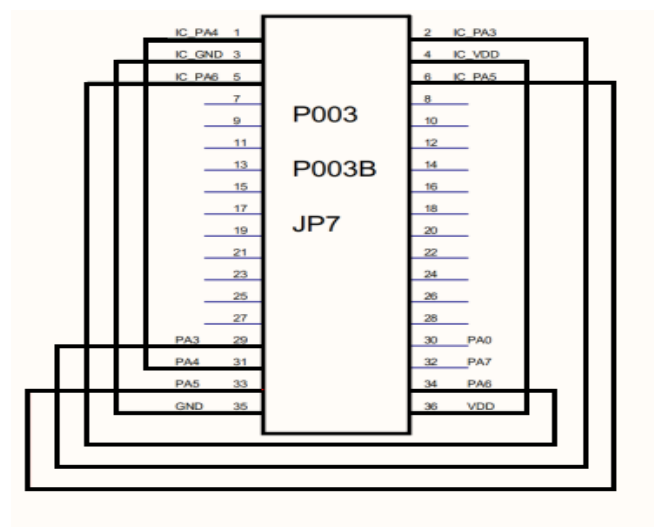 IC_PA4 1 2 IC_PA3
IC_GND 3 4 IC_VDD
IC_PA6 5 6 IC_PA5
7 8
P003
9 10
11 12
P003B
13 14
15 16
17 18
JP7
19 20
21 22
23 24
25 26
27 28
PA3 29 30 PA0
PA4 31 32 PA7
PA5 33 34 PA6
GND 35 36 VDD